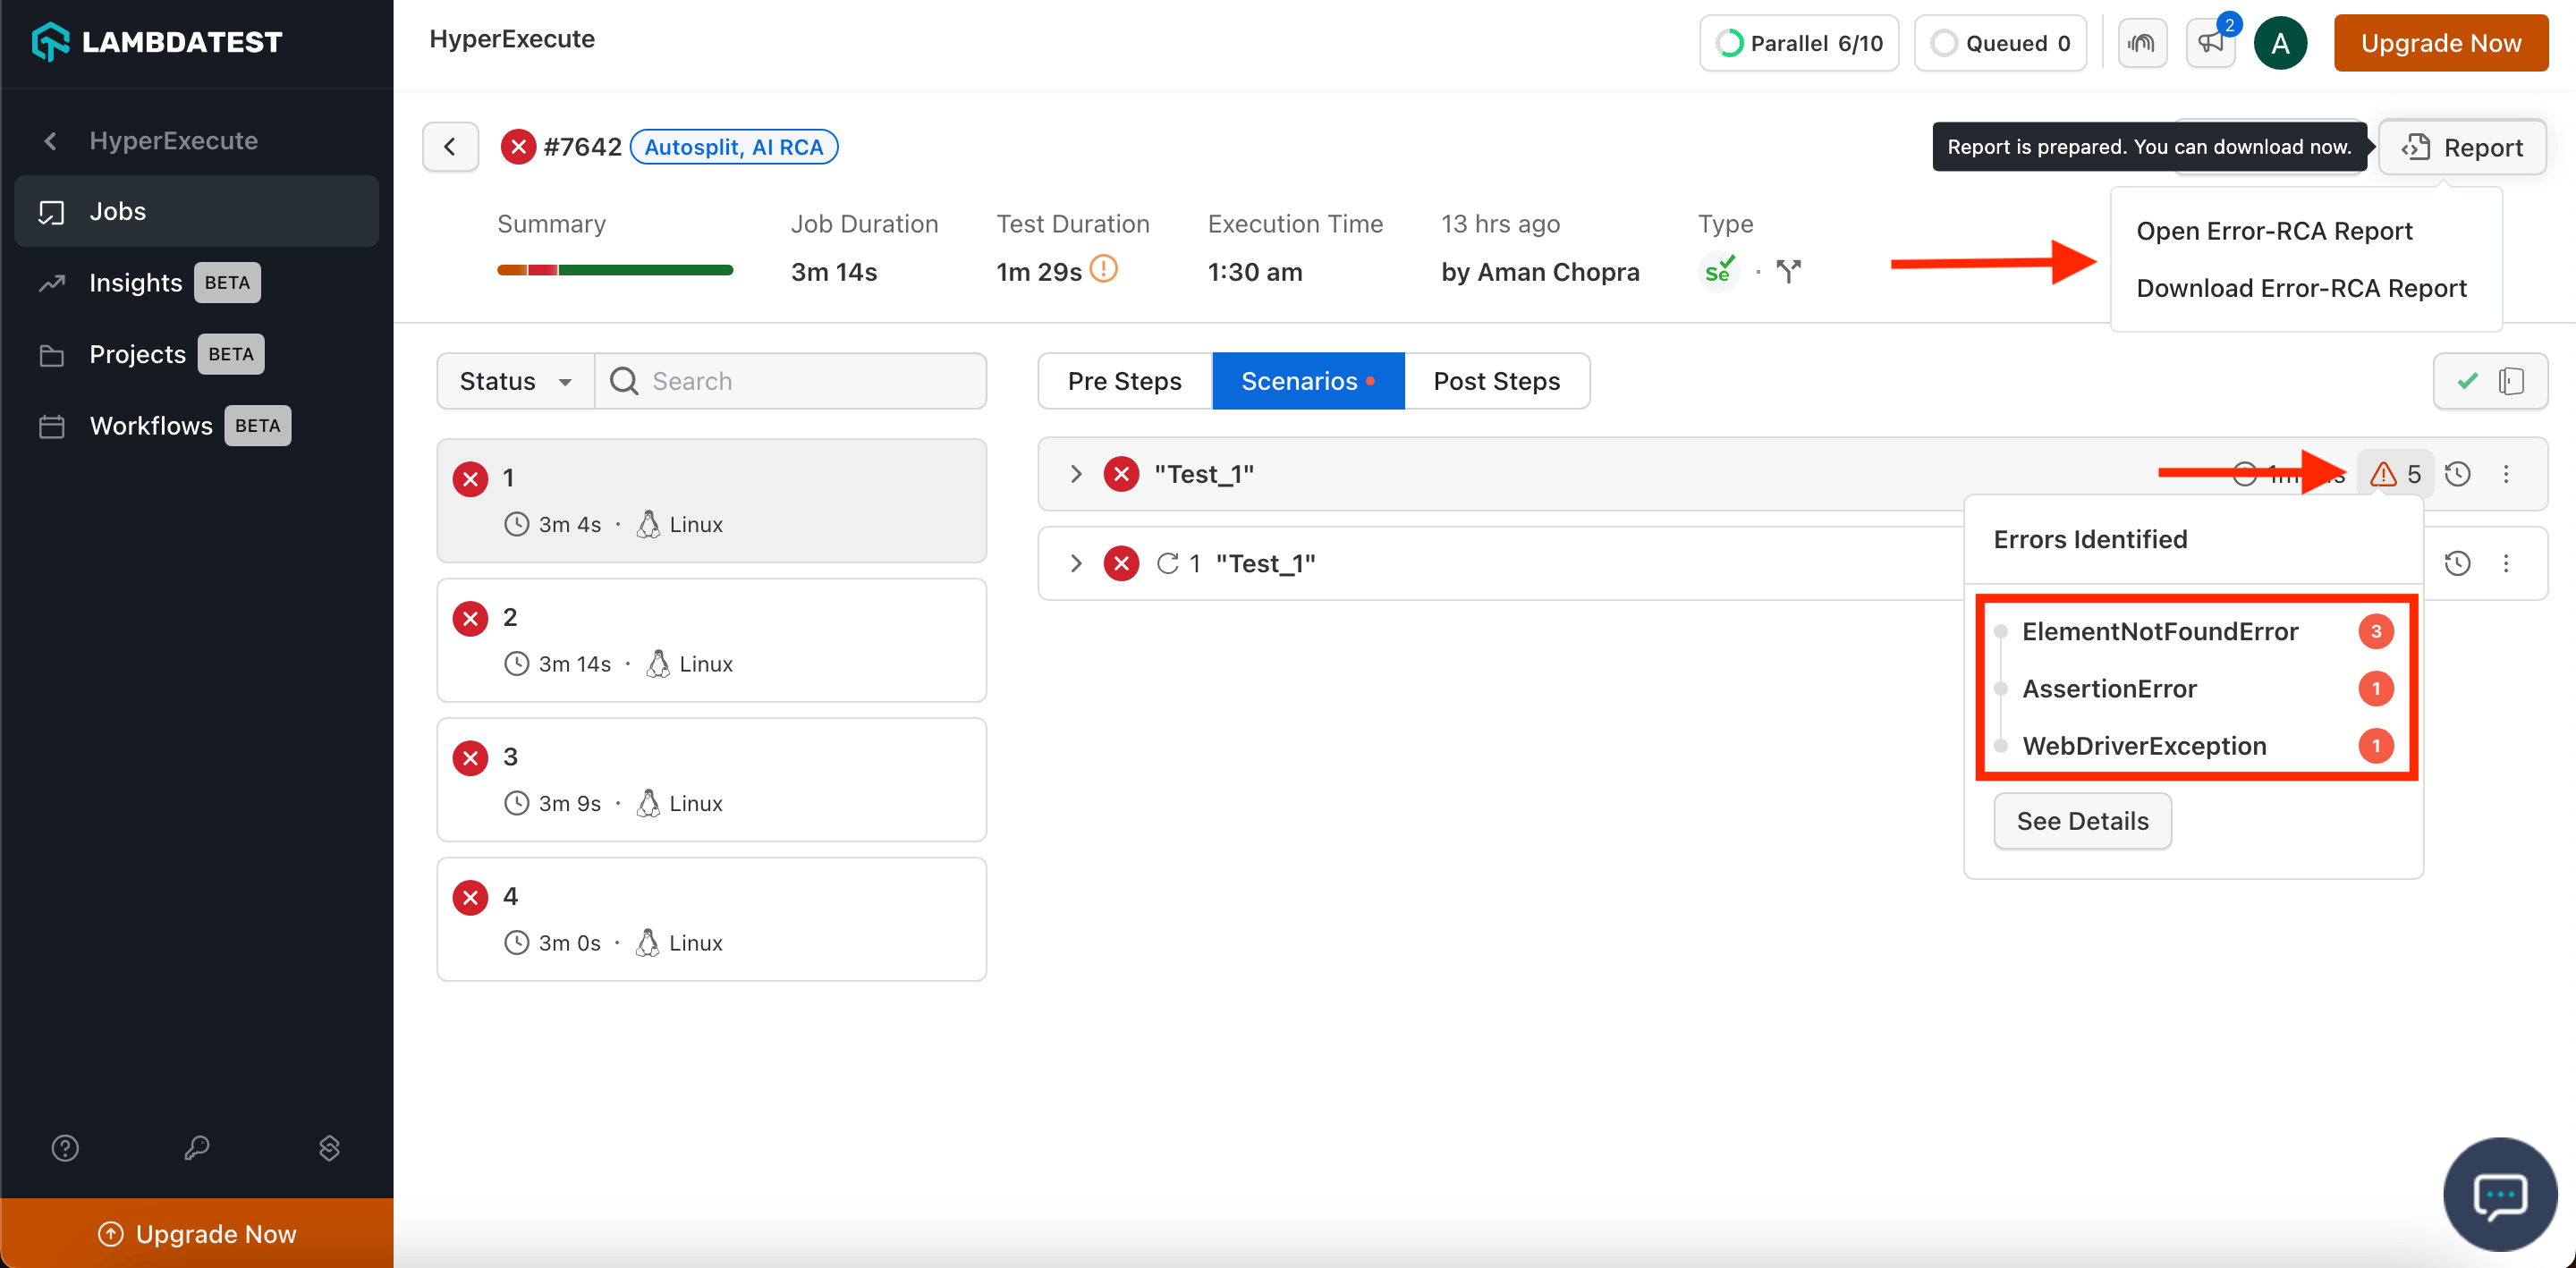 LAMBDATEST
HyperExecute
Jobs
Insights BETA
Projects BETA
Workflows BETA
Upgrade Now
HyperExecute
Parallel 6/10
Queued 0
2
A
Upgrade Now
#7642
Autosplit, AI RCA
Report is prepared. You can download now.
Report
Open Error-RCA Report
Download Error-RCA Report
Summary
Job Duration
3m 14s
Test Duration
1m 29s
Execution Time
1:30 am
13 hrs ago
by Aman Chopra
Type
Se
Status
Search
Pre Steps
Scenarios
Post Steps
1
3m 4s · Linux
2
3m 14s · Linux
3
3m 9s · Linux
4
3m 0s · Linux
"Test_1"
5
1 "Test_1"
Errors Identified
ElementNotFoundError 3
AssertionError 1
WebDriverException 1
See Details